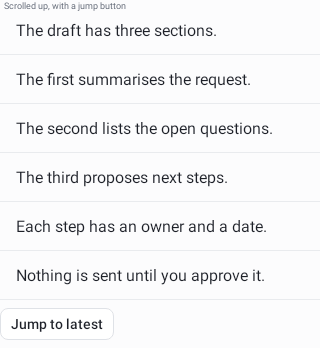 Scrolled up, with a jump button
The draft has three sections.
The first summarises the request.
The second lists the open questions.
The third proposes next steps.
Each step has an owner and a date.
Nothing is sent until you approve it.
Jump to latest